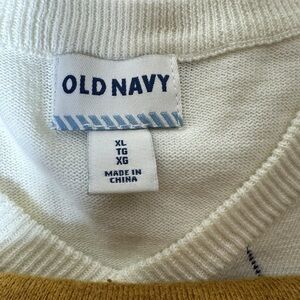 OLD NAVY
XL
TG
XG
MADE IN
CHINA